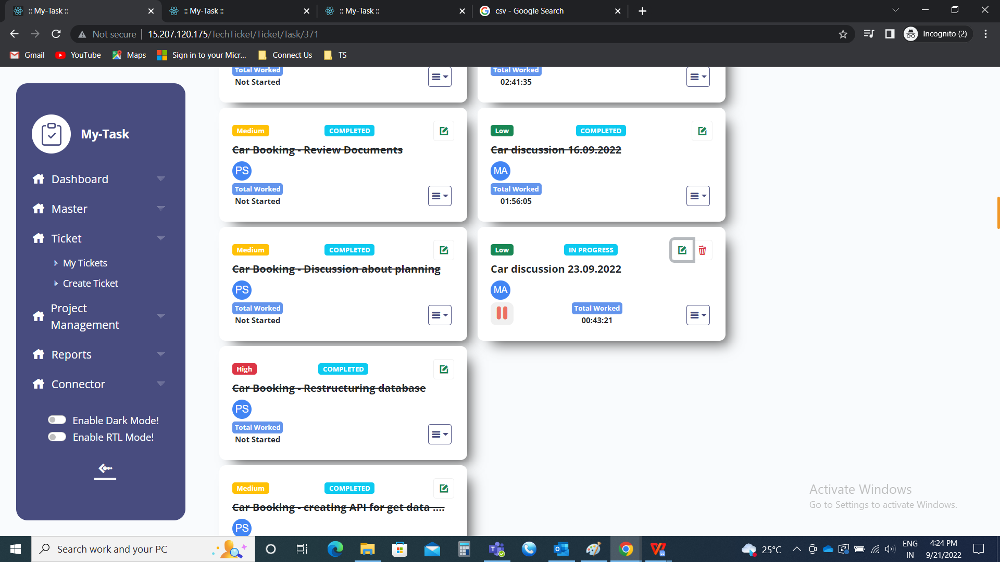 :: My-Task ::
:: My-Task ::
:: My-Task ::
csv - Google Search
Not secure
15.207.120.175/TechTicket/Ticket/Task/371
Incognito (2)
Gmail
YouTube
Maps
Sign in to your Micr...
Connect Us
TS
My-Task
Dashboard
Master
Ticket
My Tickets
Create Ticket
Project
Management
Reports
Connector
Enable Dark Mode!
Enable RTL Mode!
Total Worked
Not Started
Medium
COMPLETED
Car Booking - Review Documents
PS
Total Worked
Not Started
Medium
COMPLETED
Car Booking - Discussion about planning
PS
Total Worked
Not Started
High
COMPLETED
Car Booking - Restructuring database
PS
Total Worked
Not Started
Medium
COMPLETED
Car Booking - creating API for get data ....
PS
Total Worked
02:41:35
Low
COMPLETED
Car discussion 16.09.2022
MA
Total Worked
01:56:05
Low
IN PROGRESS
Car discussion 23.09.2022
MA
Total Worked
00:43:21
Activate Windows
Go to Settings to activate Windows.
Search work and your PC
25°C
ENG
IN
4:24 PM
9/21/2022